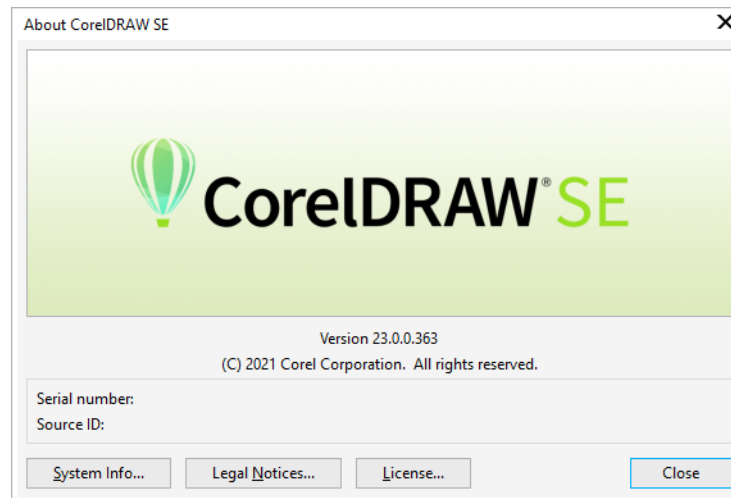 About CorelDRAW SE
CorelDRAW® SE
Version 23.0.0.363
(C) 2021 Corel Corporation. All rights reserved.
Serial number:
Source ID:
System Info... Legal Notices... License... Close